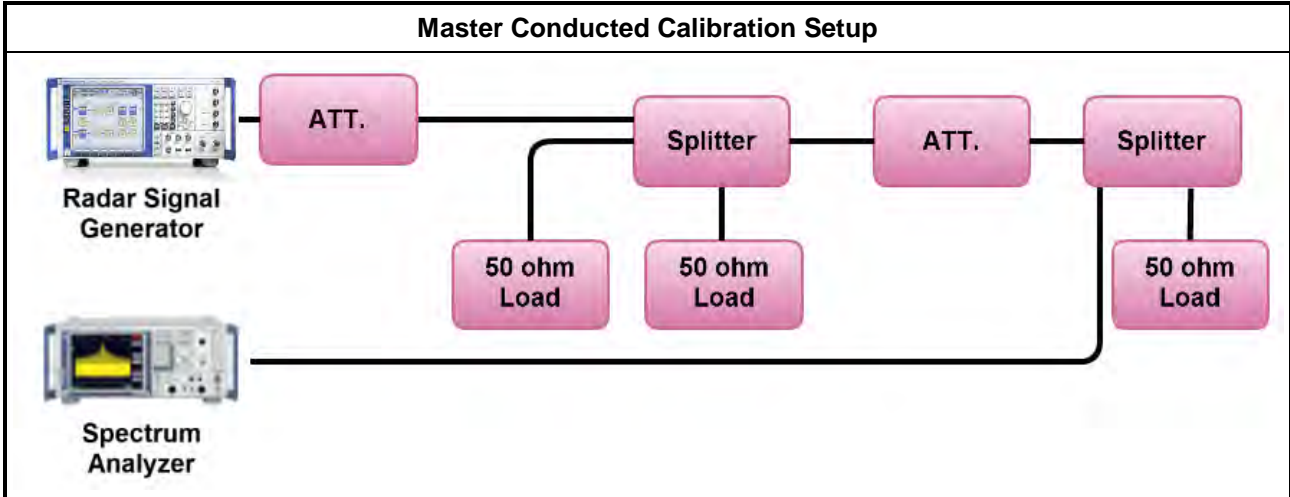 Master Conducted Calibration Setup
ATT.
Splitter
ATT.
Splitter
Radar Signal
Generator
50 ohm
Load
50 ohm
Load
50 ohm
Load
Spectrum
Analyzer